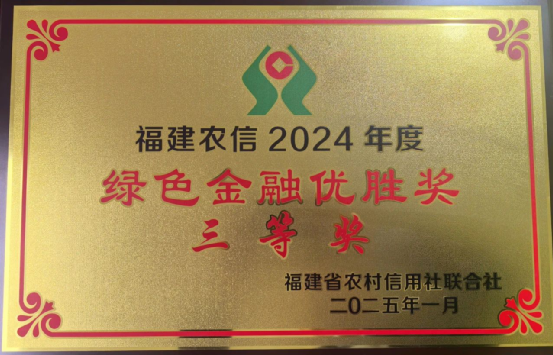 福建农信 2024 年度
绿色金融优胜奖
三等奖
福建省农村信用社联合社
二〇二五年一月